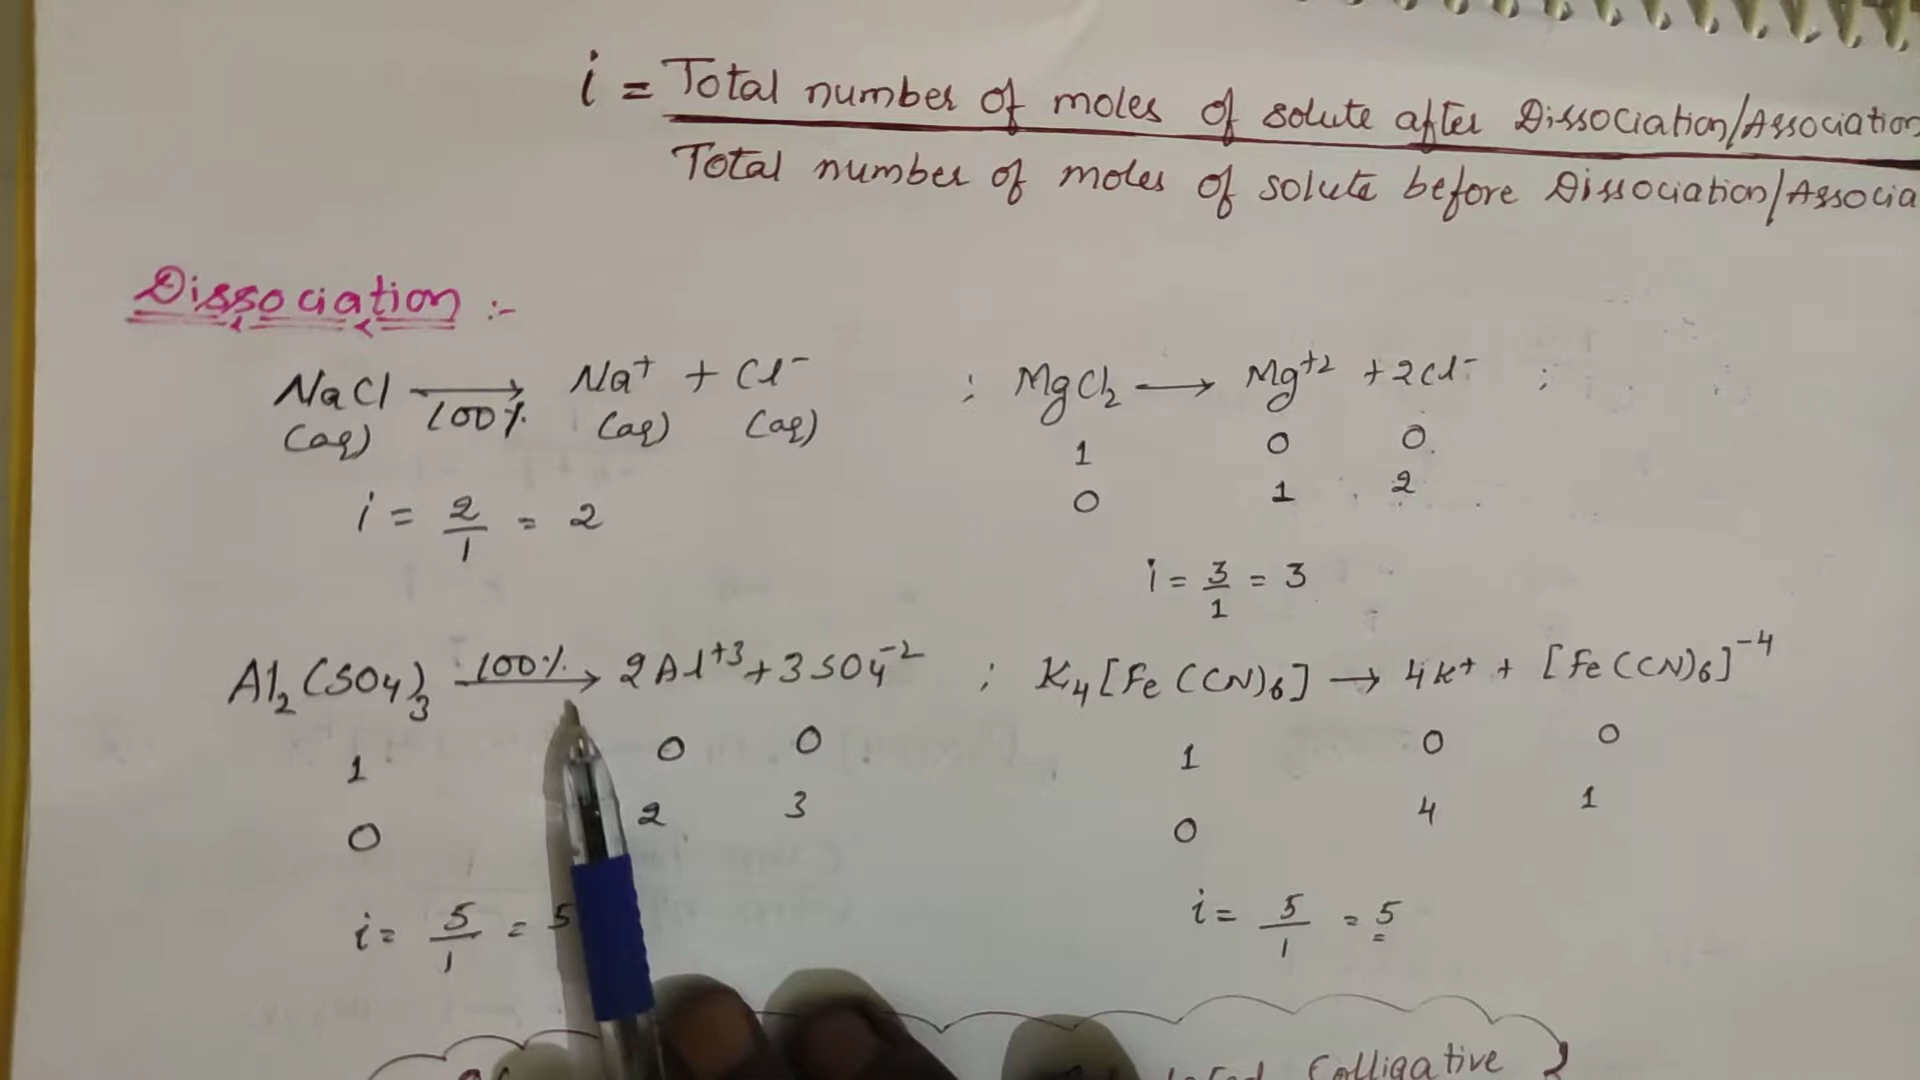 i = Total number of moles of solute after Dissociation/Association
Total number of moles of solute before Dissociation/Associa
Dissociation :-
NaCl (aq) —100%→ Na⁺ (aq) + Cl⁻ (aq) ; MgCl₂ → Mg⁺² + 2Cl⁻ ;
1 0 0
0 1 2
i = 2/1 = 2
i = 3/1 = 3
Al₂(SO₄)₃ —100%→ 2Al⁺³ + 3SO₄⁻² ; K₄[Fe(CN)₆] → 4K⁺ + [Fe(CN)₆]⁻⁴
1 0 0 1 0 0
0 2 3 0 4 1
i = 5/1 = 5 i = 5/1 = 5
Colligative